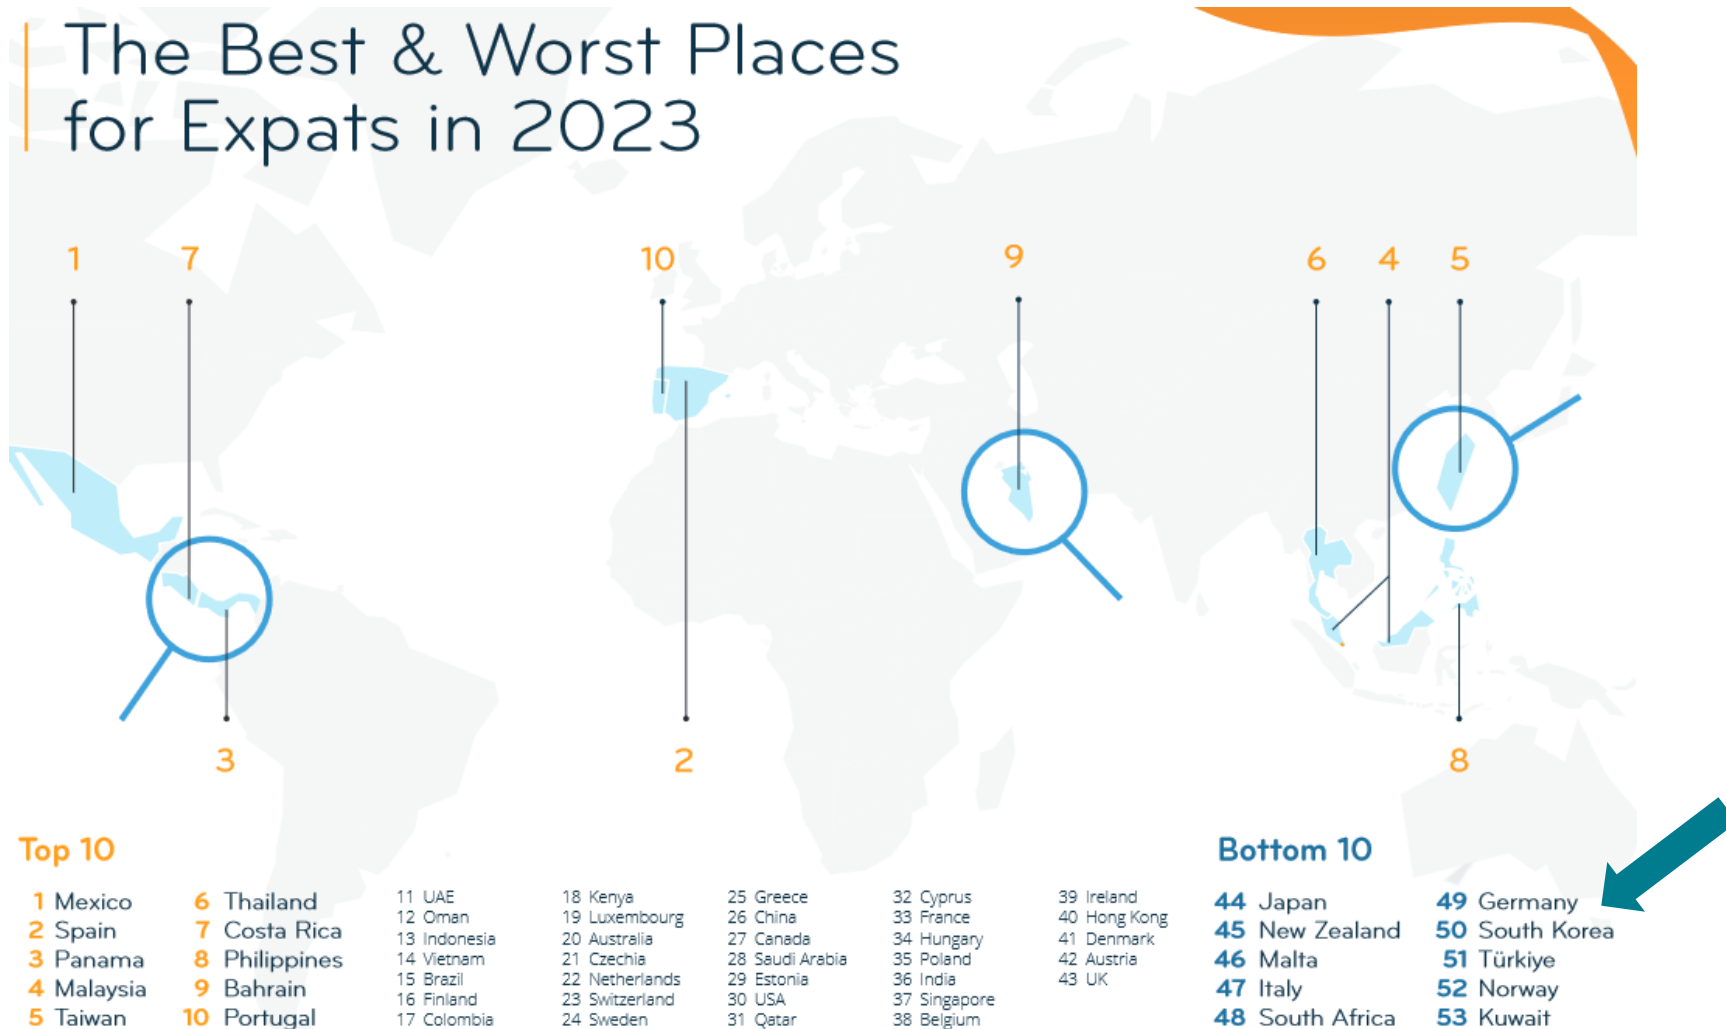 The Best & Worst Places
for Expats in 2023
1
7
10
9
6
4
5
3
2
8
Top 10
1 Mexico
2 Spain
3 Panama
4 Malaysia
5 Taiwan
6 Thailand
7 Costa Rica
8 Philippines
9 Bahrain
10 Portugal
11 UAE
12 Oman
13 Indonesia
14 Vietnam
15 Brazil
16 Finland
17 Colombia
18 Kenya
19 Luxembourg
20 Australia
21 Czechia
22 Netherlands
23 Switzerland
24 Sweden
25 Greece
26 China
27 Canada
28 Saudi Arabia
29 Estonia
30 USA
31 Qatar
32 Cyprus
33 France
34 Hungary
35 Poland
36 India
37 Singapore
38 Belgium
39 Ireland
40 Hong Kong
41 Denmark
42 Austria
43 UK
Bottom 10
44 Japan
45 New Zealand
46 Malta
47 Italy
48 South Africa
49 Germany
50 South Korea
51 Türkiye
52 Norway
53 Kuwait